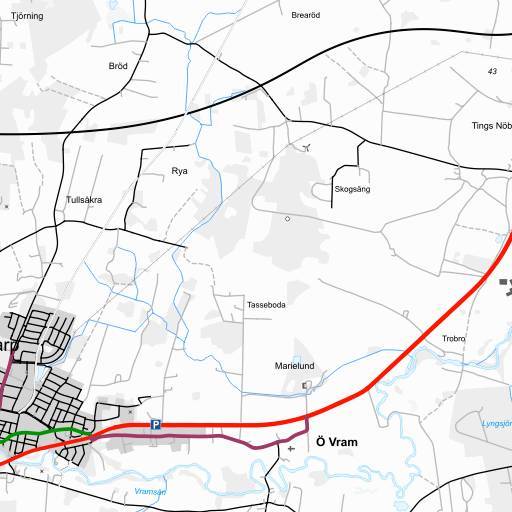 Tjörning
Brearöd
Bröd
43
Tings Nöb
Rya
Skogsäng
Tullsåkra
Tasseboda
Trobro
arp
Marielund
P
Lyngsjön
Ö Vram
Vramsån